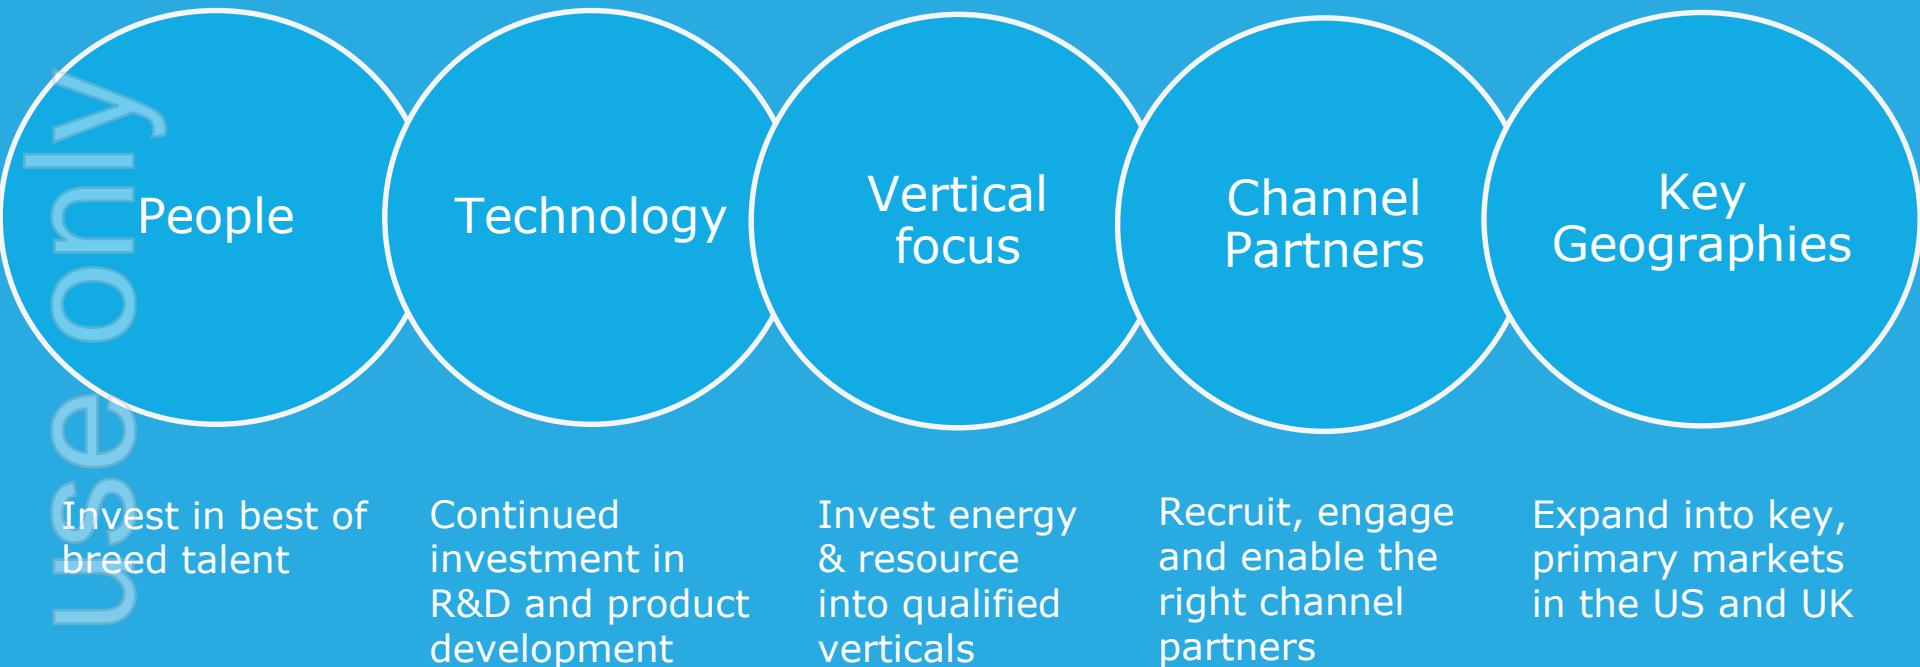 People
Technology
Vertical
focus
Channel
Partners
Key
Geographies
Invest in best of
breed talent
Continued
investment in
R&D and product
development
Invest energy
& resource
into qualified
verticals
Recruit, engage
and enable the
right channel
partners
Expand into key,
primary markets
in the US and UK
use only